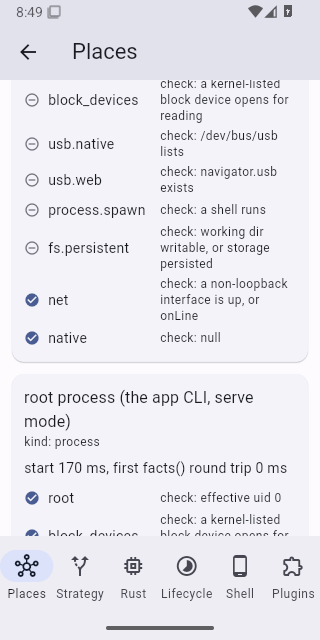 8:49
Places
check: a kernel-listed
block_devices block device opens for
reading
usb.native check: /dev/bus/usb
lists
usb.web check: navigator.usb
exists
process.spawn check: a shell runs
fs.persistent check: working dir
writable, or storage
persisted
net check: a non-loopback
interface is up, or
onLine
native check: null
root process (the app CLI, serve
mode)
kind: process
start 170 ms, first facts() round trip 0 ms
root check: effective uid 0
check: a kernel-listed
block_devices block device opens for
Places Strategy Rust Lifecycle Shell Plugins